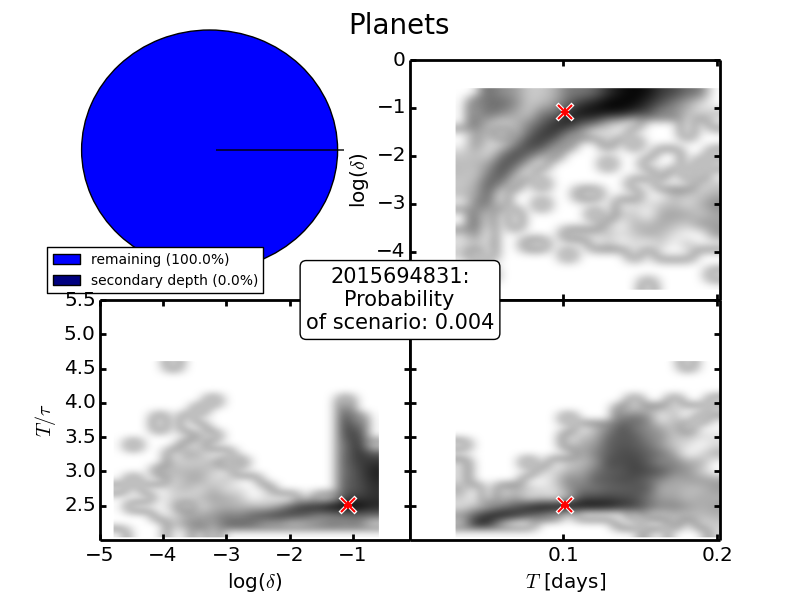 Planets
0
−1
−2
−3
−4
log(δ)
remaining (100.0%)
secondary depth (0.0%)
2015694831:
Probability
of scenario: 0.004
5.5
5.0
4.5
4.0
3.5
3.0
2.5
T/τ
−5 −4 −3 −2 −1
log(δ)
0.1 0.2
T [days]